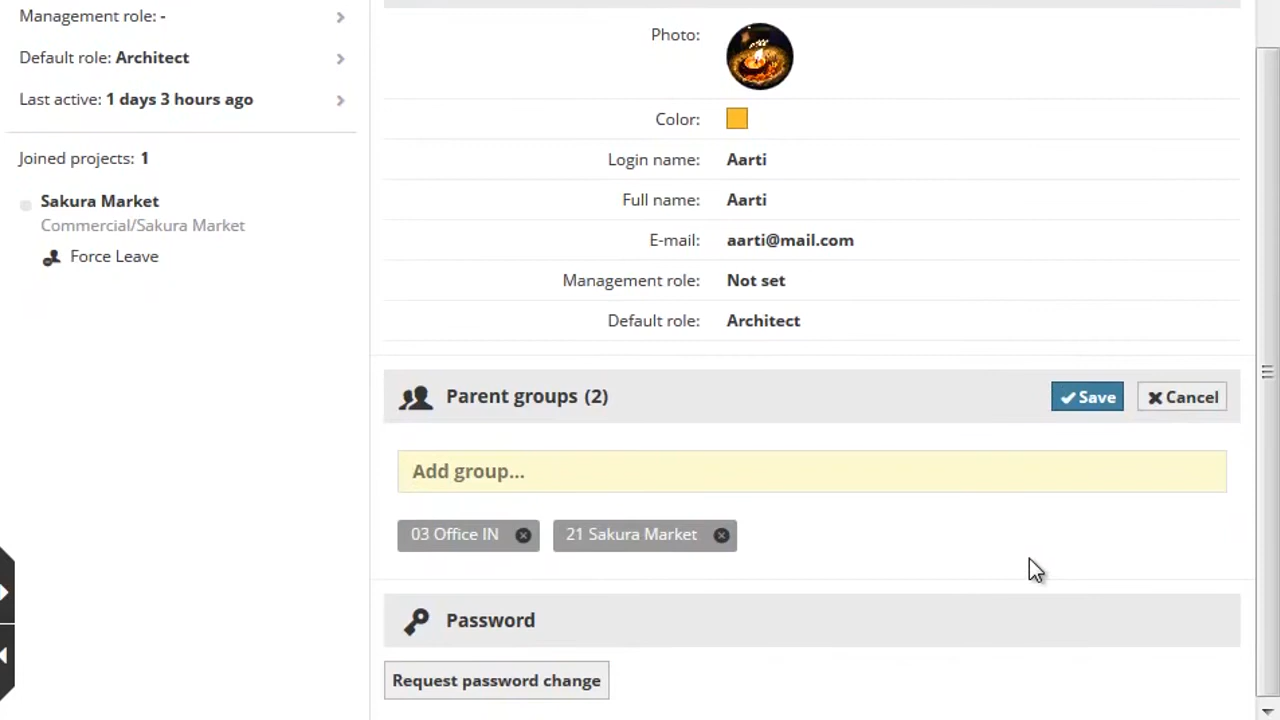 Management role: -
Default role: Architect
Last active: 1 days 3 hours ago
Joined projects: 1
Sakura Market
Commercial/Sakura Market
Force Leave
Photo:
Color:
Login name: Aarti
Full name: Aarti
E-mail: aarti@mail.com
Management role: Not set
Default role: Architect
Parent groups (2) Save Cancel
Add group...
03 Office IN 21 Sakura Market
Password
Request password change